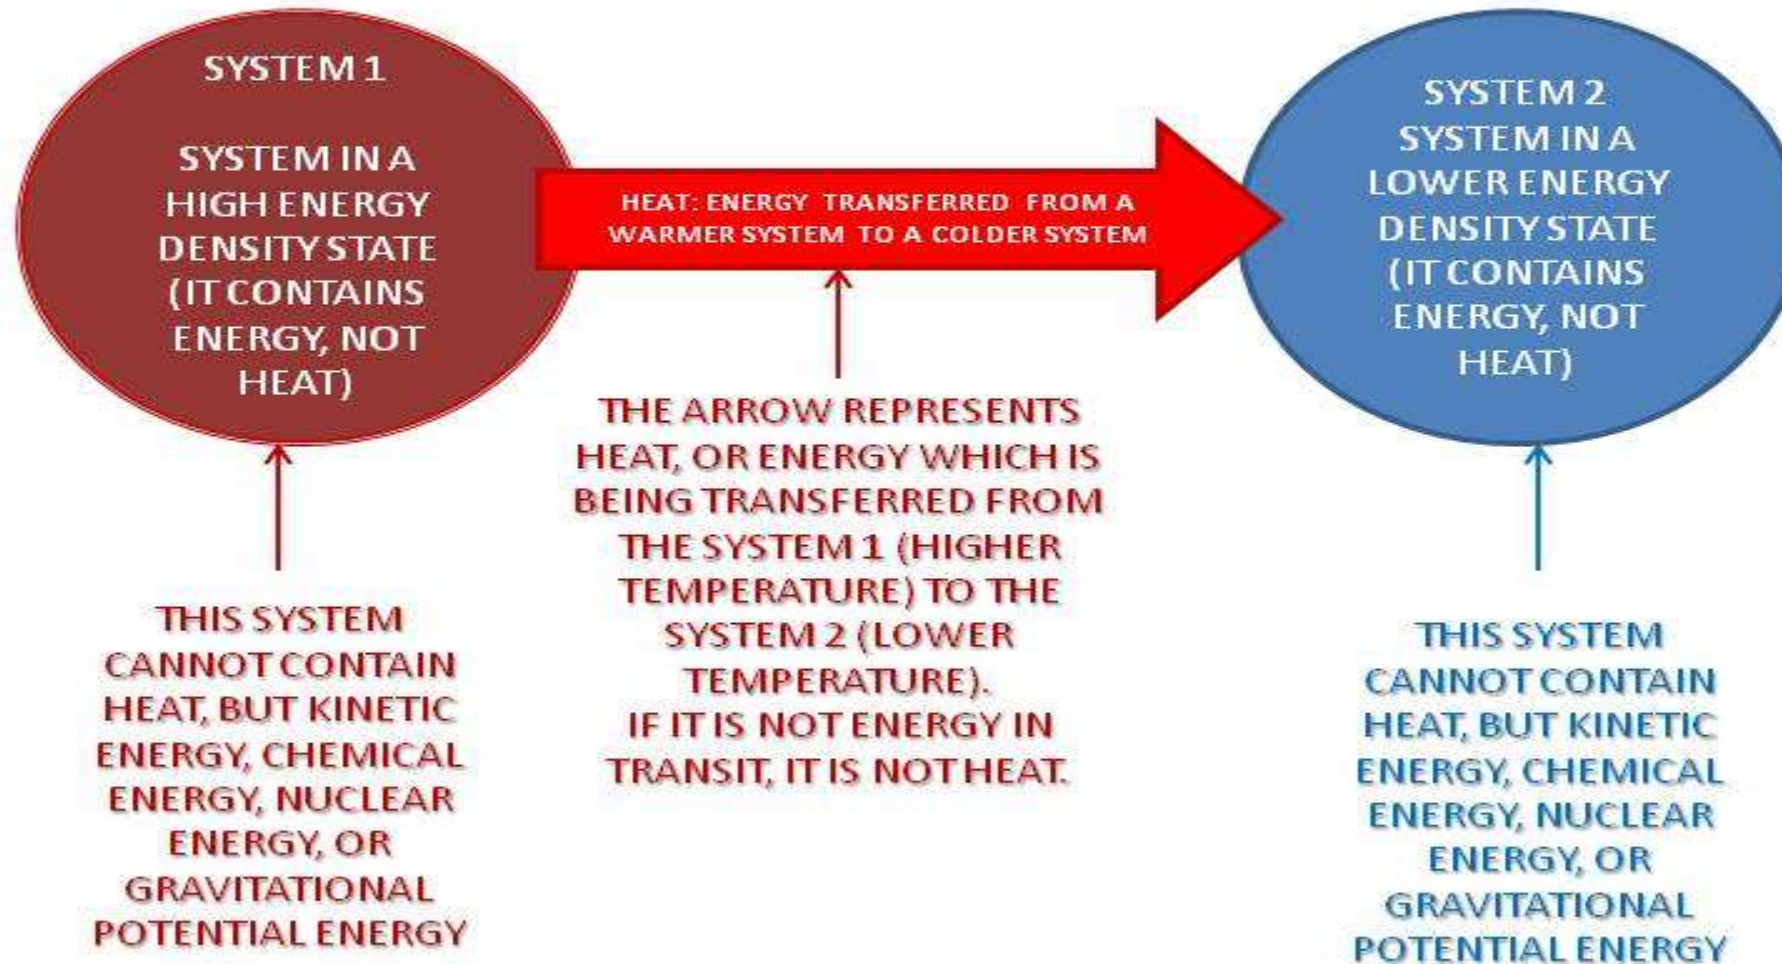 SYSTEM 1
SYSTEM IN A
HIGH ENERGY
DENSITY STATE
(IT CONTAINS
ENERGY, NOT
HEAT)
HEAT: ENERGY TRANSFERRED FROM A
WARMER SYSTEM TO A COLDER SYSTEM
SYSTEM 2
SYSTEM IN A
LOWER ENERGY
DENSITY STATE
(IT CONTAINS
ENERGY, NOT
HEAT)
THIS SYSTEM
CANNOT CONTAIN
HEAT, BUT KINETIC
ENERGY, CHEMICAL
ENERGY, NUCLEAR
ENERGY, OR
GRAVITATIONAL
POTENTIAL ENERGY
THE ARROW REPRESENTS
HEAT, OR ENERGY WHICH IS
BEING TRANSFERRED FROM
THE SYSTEM 1 (HIGHER
TEMPERATURE) TO THE
SYSTEM 2 (LOWER
TEMPERATURE).
IF IT IS NOT ENERGY IN
TRANSIT, IT IS NOT HEAT.
THIS SYSTEM
CANNOT CONTAIN
HEAT, BUT KINETIC
ENERGY, CHEMICAL
ENERGY, NUCLEAR
ENERGY, OR
GRAVITATIONAL
POTENTIAL ENERGY